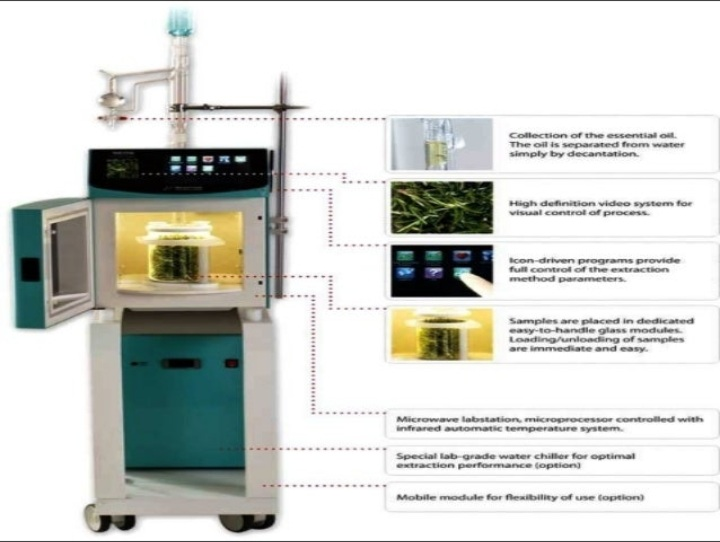 Collection of the essential oil.
The oil is separated from water
simply by decantation.
High definition video system for
visual control of process.
Icon-driven programs provide
full control of the extraction
method parameters.
Samples are placed in dedicated
easy-to-handle glass modules.
Loading/unloading of samples
are immediate and easy.
Microwave labstation, microprocessor controlled with
infrared automatic temperature system.
Special lab-grade water chiller for optimal
extraction performance (option)
Mobile module for flexibility of use (option)